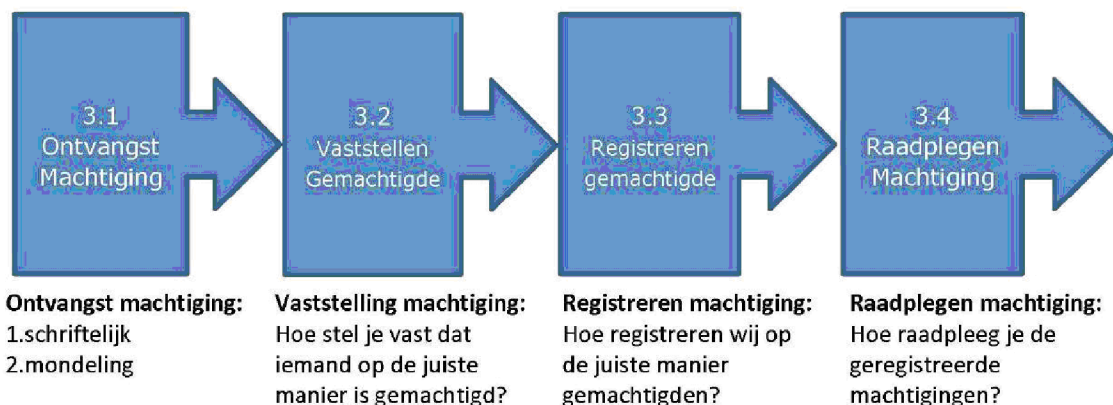 3.1
Ontvangst
Machtiging
3.2
Vaststellen
Gemachtigde
3.3
Registreren
gemachtigde
3.4
Raadplegen
Machtiging
Ontvangst machtiging:
1.schriftelijk
2.mondeling
Vaststelling machtiging:
Hoe stel je vast dat
iemand op de juiste
manier is gemachtigd?
Registreren machtiging:
Hoe registreren wij op
de juiste manier
gemachtigden?
Raadplegen machtiging:
Hoe raadpleeg je de
geregistreerde
machtigingen?